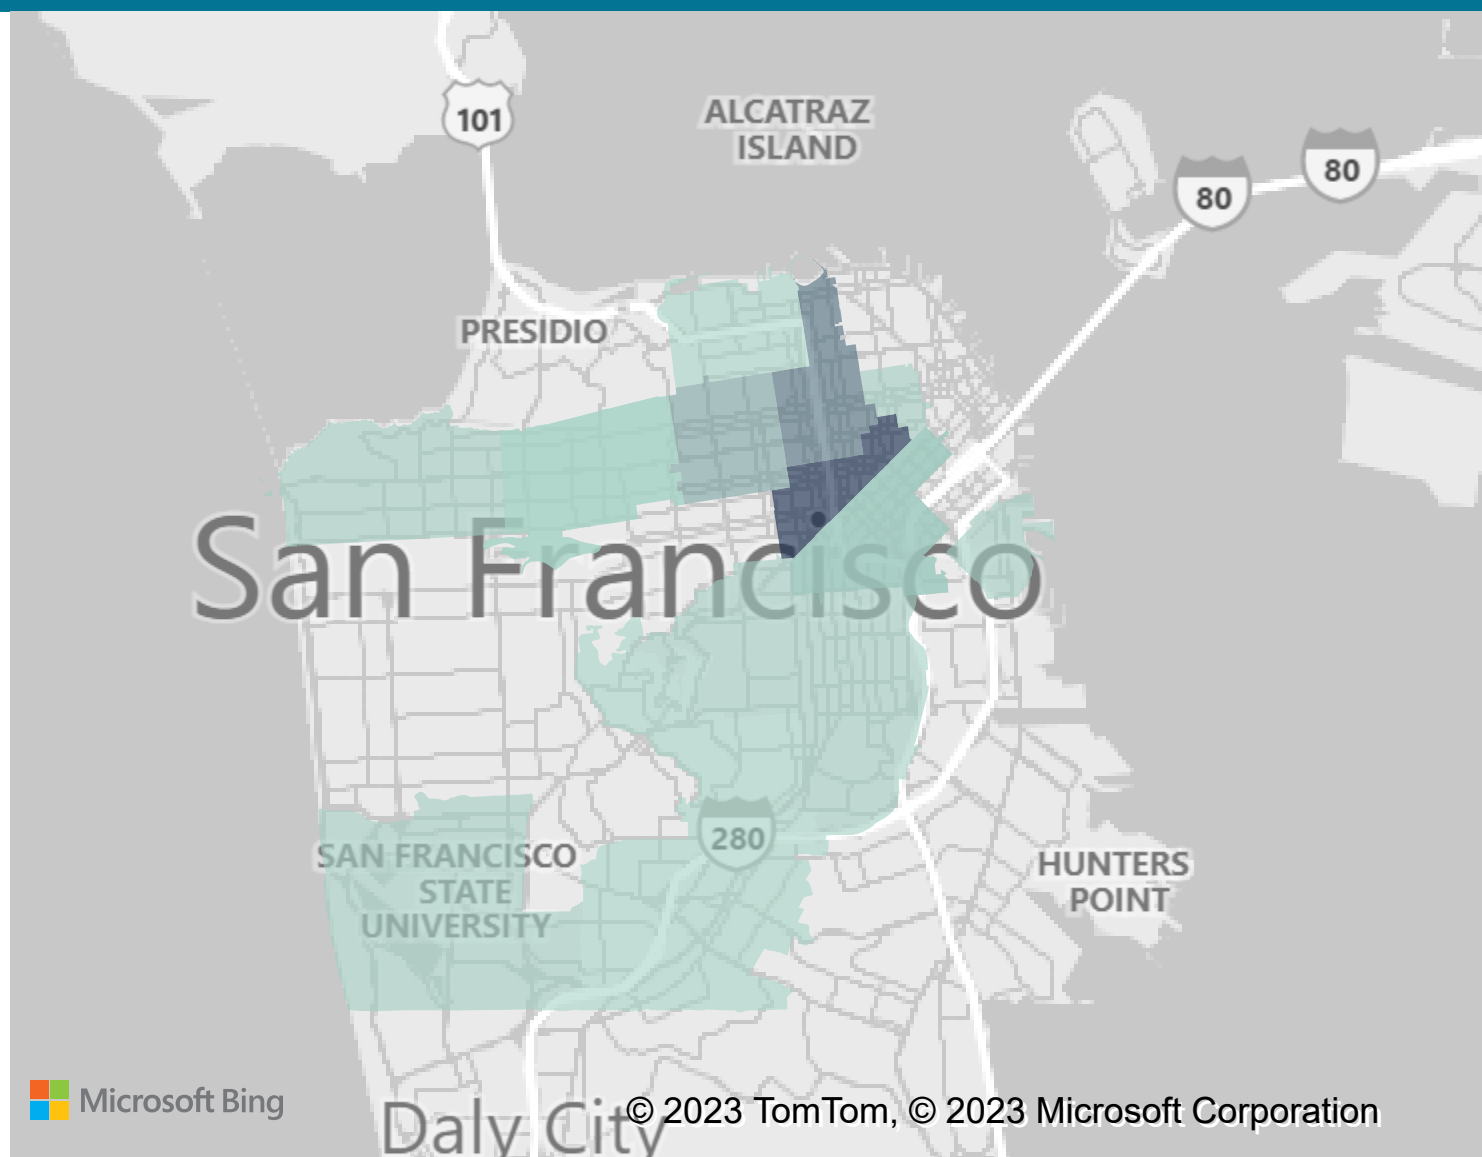 101
ALCATRAZ
ISLAND
80
80
PRESIDIO
San Francisco
280
SAN FRANCISCO
STATE
UNIVERSITY
HUNTERS
POINT
Microsoft Bing
Daly City
© 2023 TomTom, © 2023 Microsoft Corporation